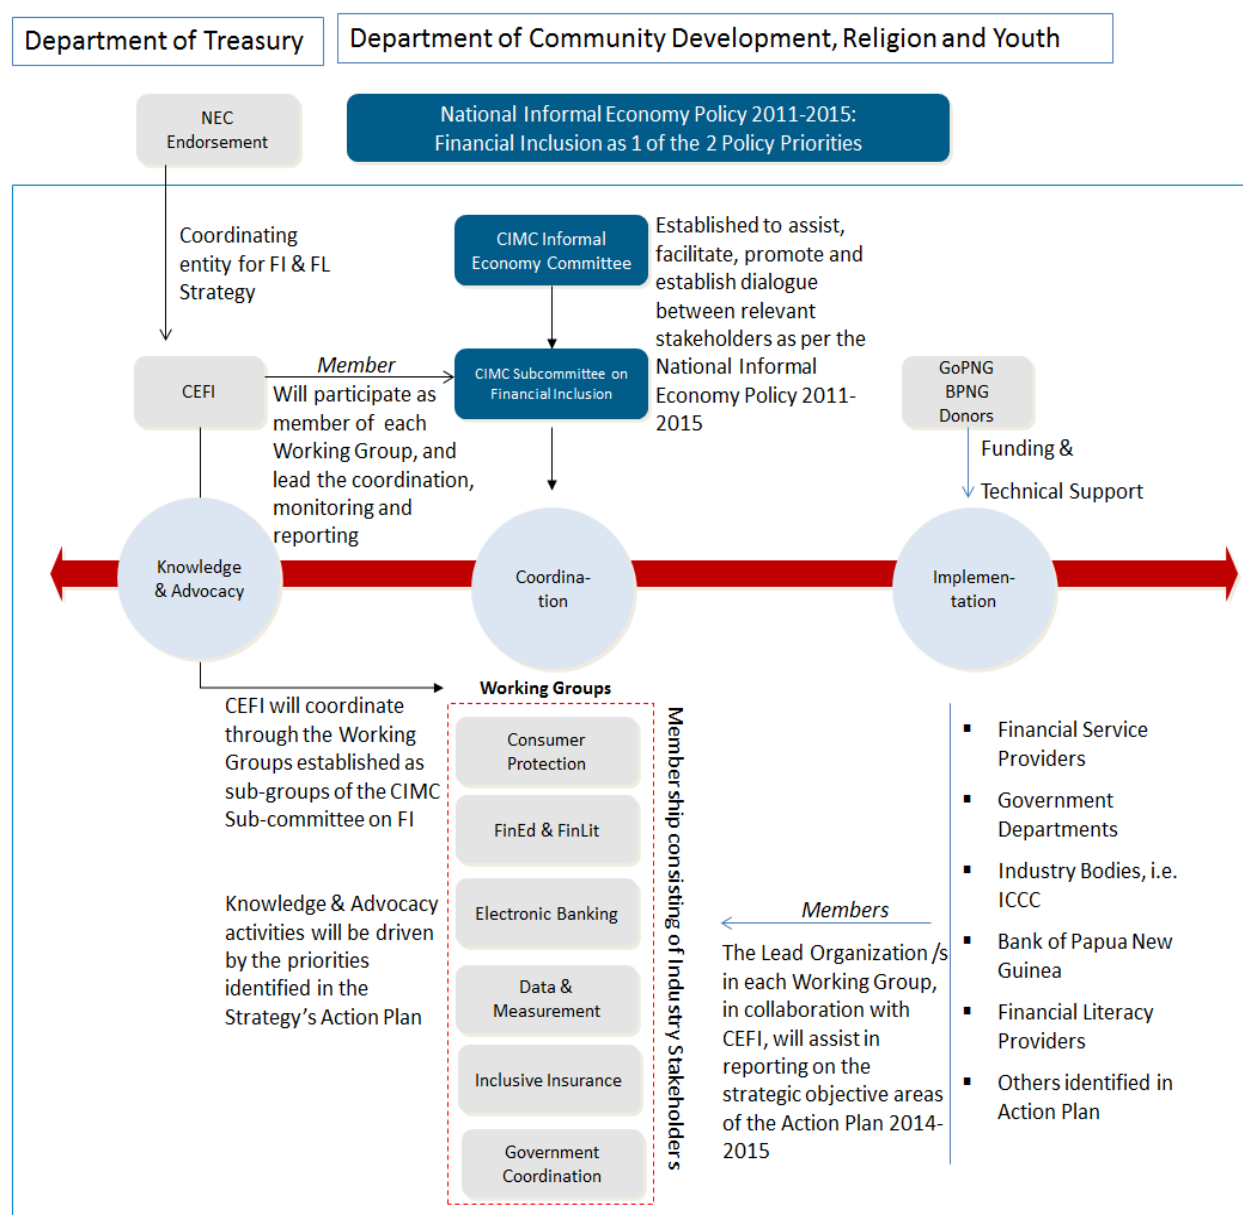 Department of Treasury
Department of Community Development, Religion and Youth
NEC
Endorsement
National Informal Economy Policy 2011-2015:
Financial Inclusion as 1 of the 2 Policy Priorities
Coordinating
entity for FI & FL
Strategy
CIMC Informal
Economy Committee
Established to assist,
facilitate, promote and
establish dialogue
between relevant
stakeholders as per the
National Informal
Economy Policy 2011-
2015
CEFI
Member
Will participate as
member of each
Working Group, and
lead the coordination,
monitoring and
reporting
CIMC Subcommittee on
Financial Inclusion
GoPNG
BPNG
Donors
Funding &
Technical Support
Knowledge
& Advocacy
Coordina-
tion
Implemen-
tation
CEFI will coordinate
through the Working
Groups established as
sub-groups of the CIMC
Sub-committee on FI
Knowledge & Advocacy
activities will be driven
by the priorities
identified in the
Strategy's Action Plan
Working Groups
Consumer
Protection
FinEd & FinLit
Electronic Banking
Data &
Measurement
Inclusive Insurance
Government
Coordination
Membership consisting of Industry Stakeholders
Members
The Lead Organization /s
in each Working Group,
in collaboration with
CEFI, will assist in
reporting on the
strategic objective areas
of the Action Plan 2014-
2015
▪ Financial Service
Providers
▪ Government
Departments
▪ Industry Bodies, i.e.
ICCC
▪ Bank of Papua New
Guinea
▪ Financial Literacy
Providers
▪ Others identified in
Action Plan